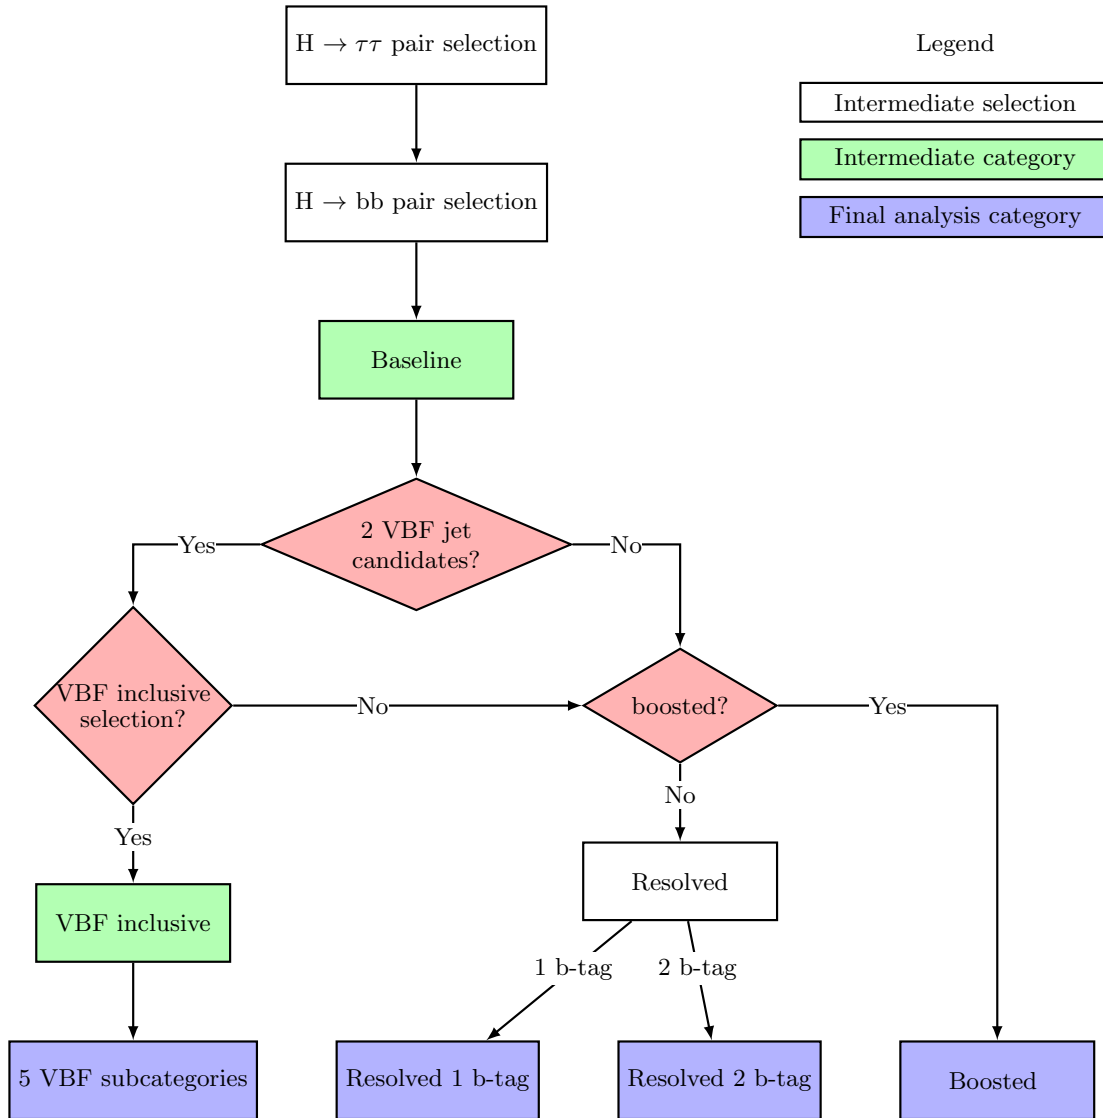 H → ττ pair selection
Legend
Intermediate selection
Intermediate category
Final analysis category
H → bb pair selection
Baseline
2 VBF jet
candidates?
Yes
No
VBF inclusive
selection?
No
boosted?
Yes
Yes
No
VBF inclusive
Resolved
1 b-tag
2 b-tag
5 VBF subcategories
Resolved 1 b-tag
Resolved 2 b-tag
Boosted